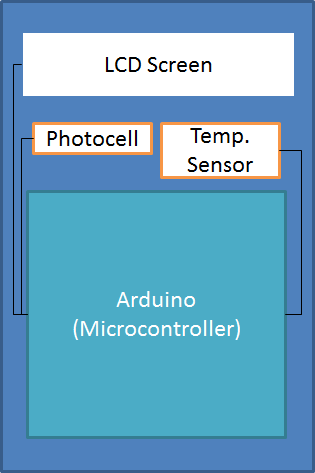 LCD Screen
Photocell
Temp.
Sensor
Arduino
(Microcontroller)